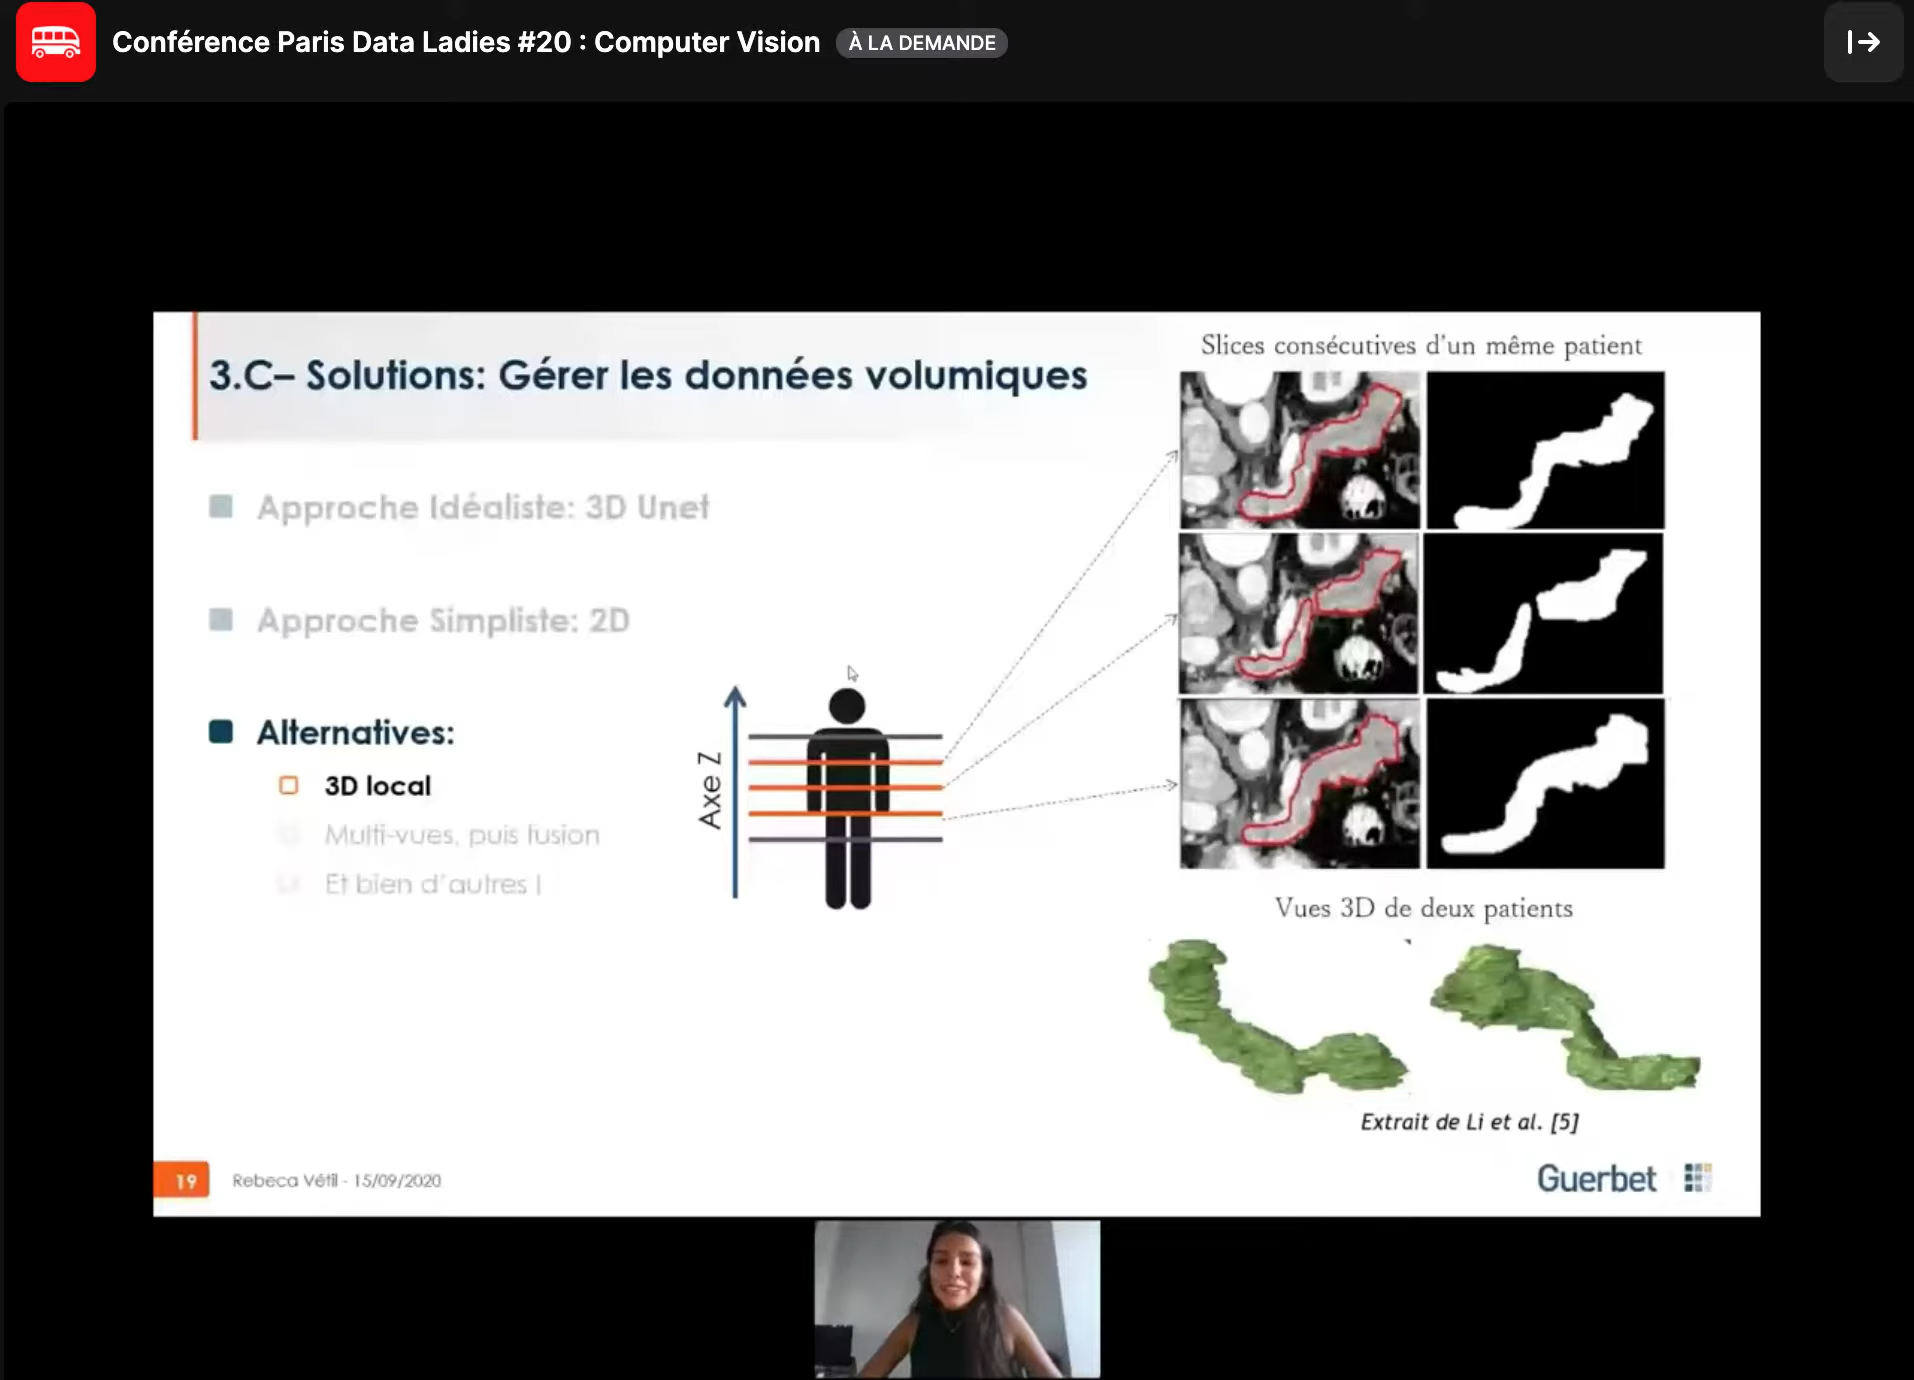 Conférence Paris Data Ladies #20 : Computer Vision
À LA DEMANDE
3.C– Solutions: Gérer les données volumiques
Approche Idéaliste: 3D Unet
Approche Simpliste: 2D
Alternatives:
3D local
Multi-vues, puis fusion
Et bien d'autres !
Axe Z
Slices consécutives d'un même patient
Vues 3D de deux patients
Extrait de Li et al. [5]
19
Rebeca Vétil - 15/09/2020
Guerbet